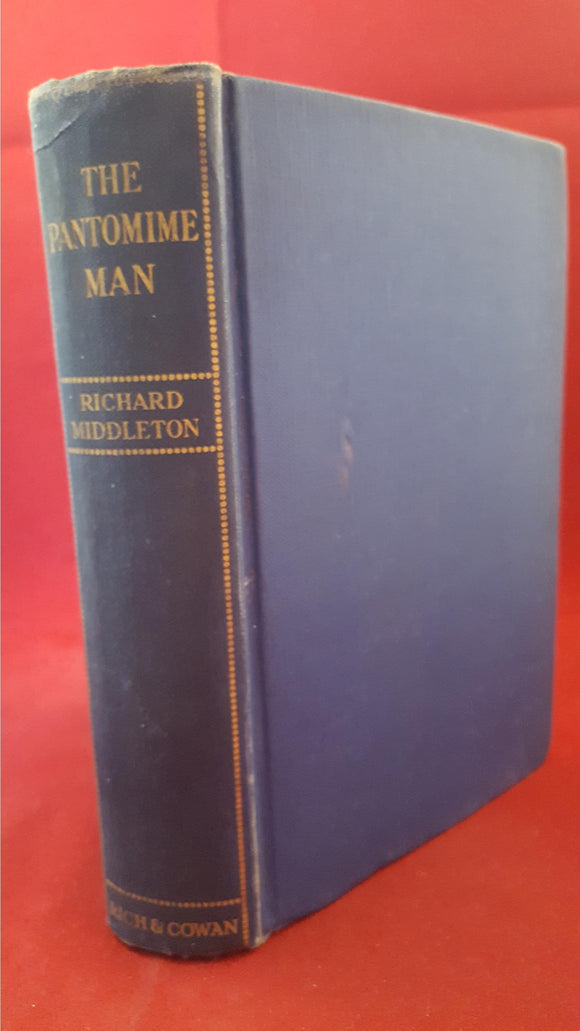 THE
PANTOMIME
MAN
RICHARD
MIDDLETON
RICH & COWAN